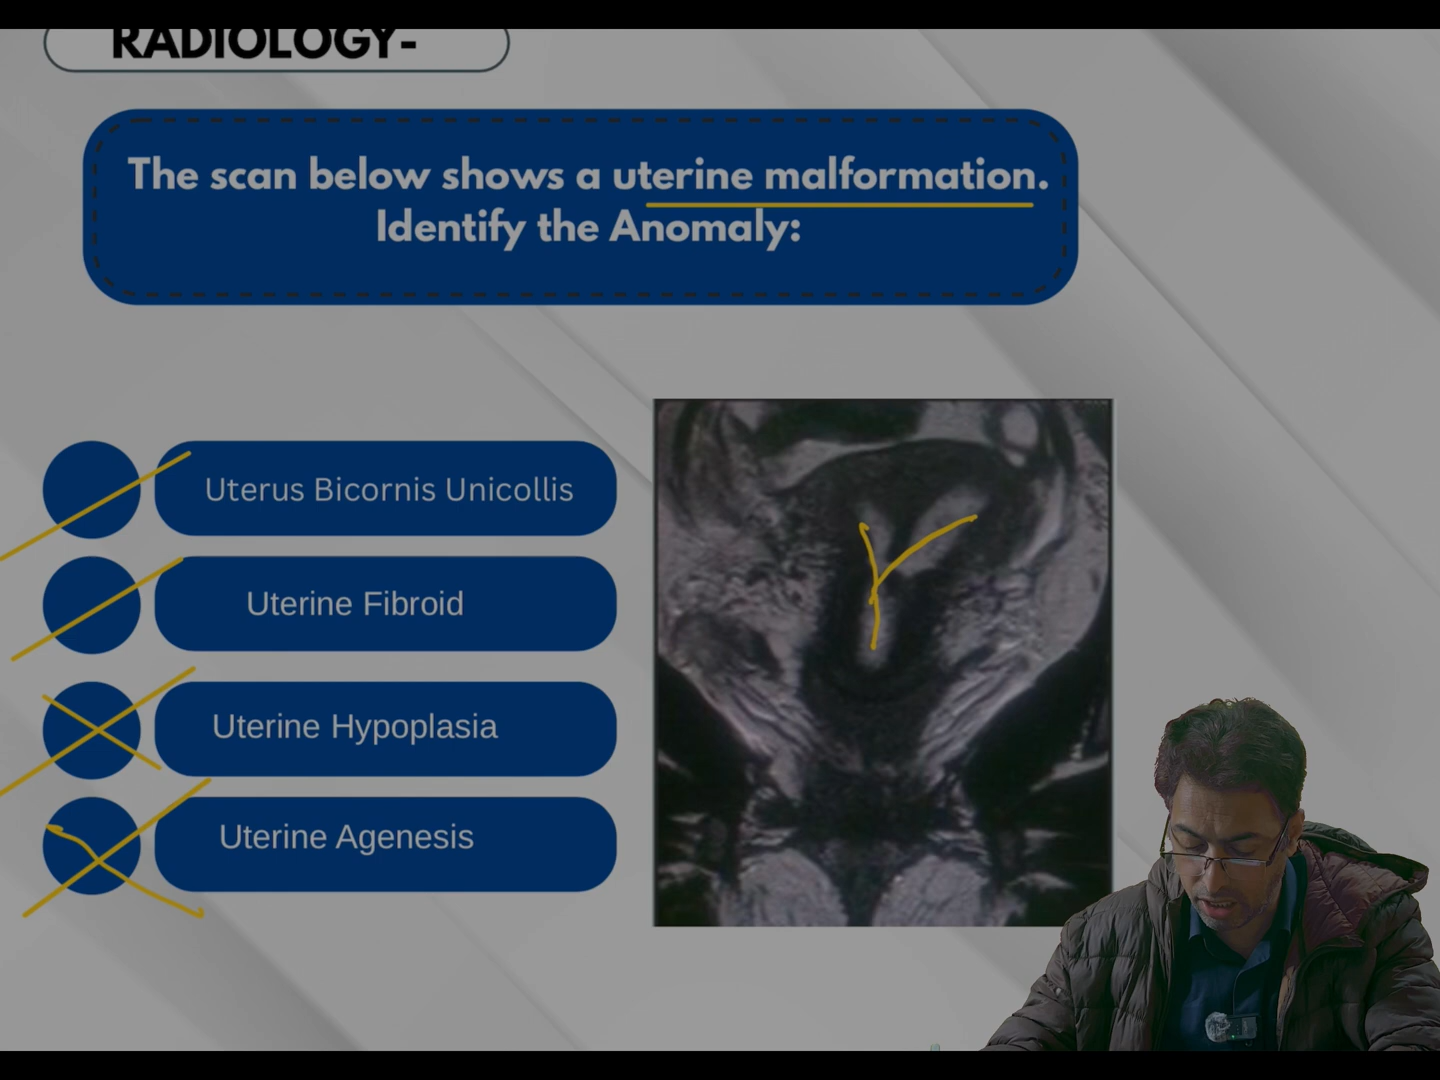 RADIOLOGY-
The scan below shows a uterine malformation.
Identify the Anomaly:
Uterus Bicornis Unicollis
Uterine Fibroid
Uterine Hypoplasia
Uterine Agenesis